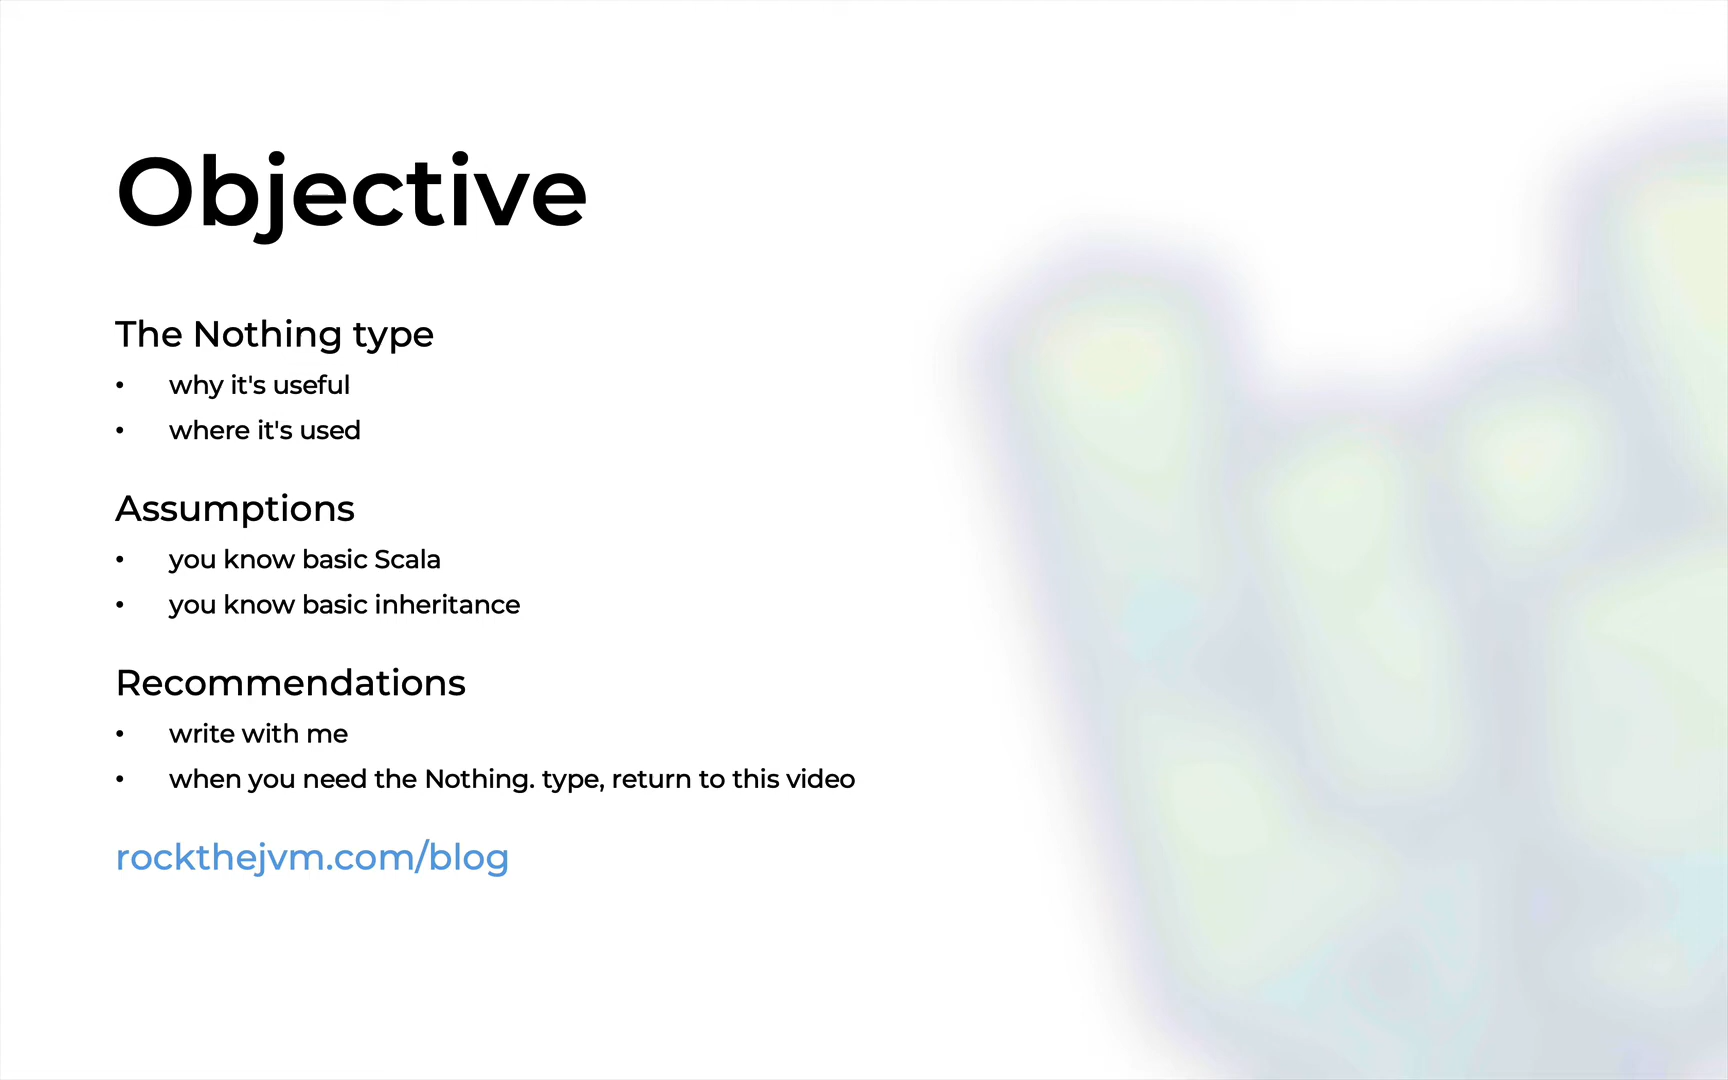 Objective
The Nothing type
• why it's useful
• where it's used
Assumptions
• you know basic Scala
• you know basic inheritance
Recommendations
• write with me
• when you need the Nothing. type, return to this video
rockthejvm.com/blog